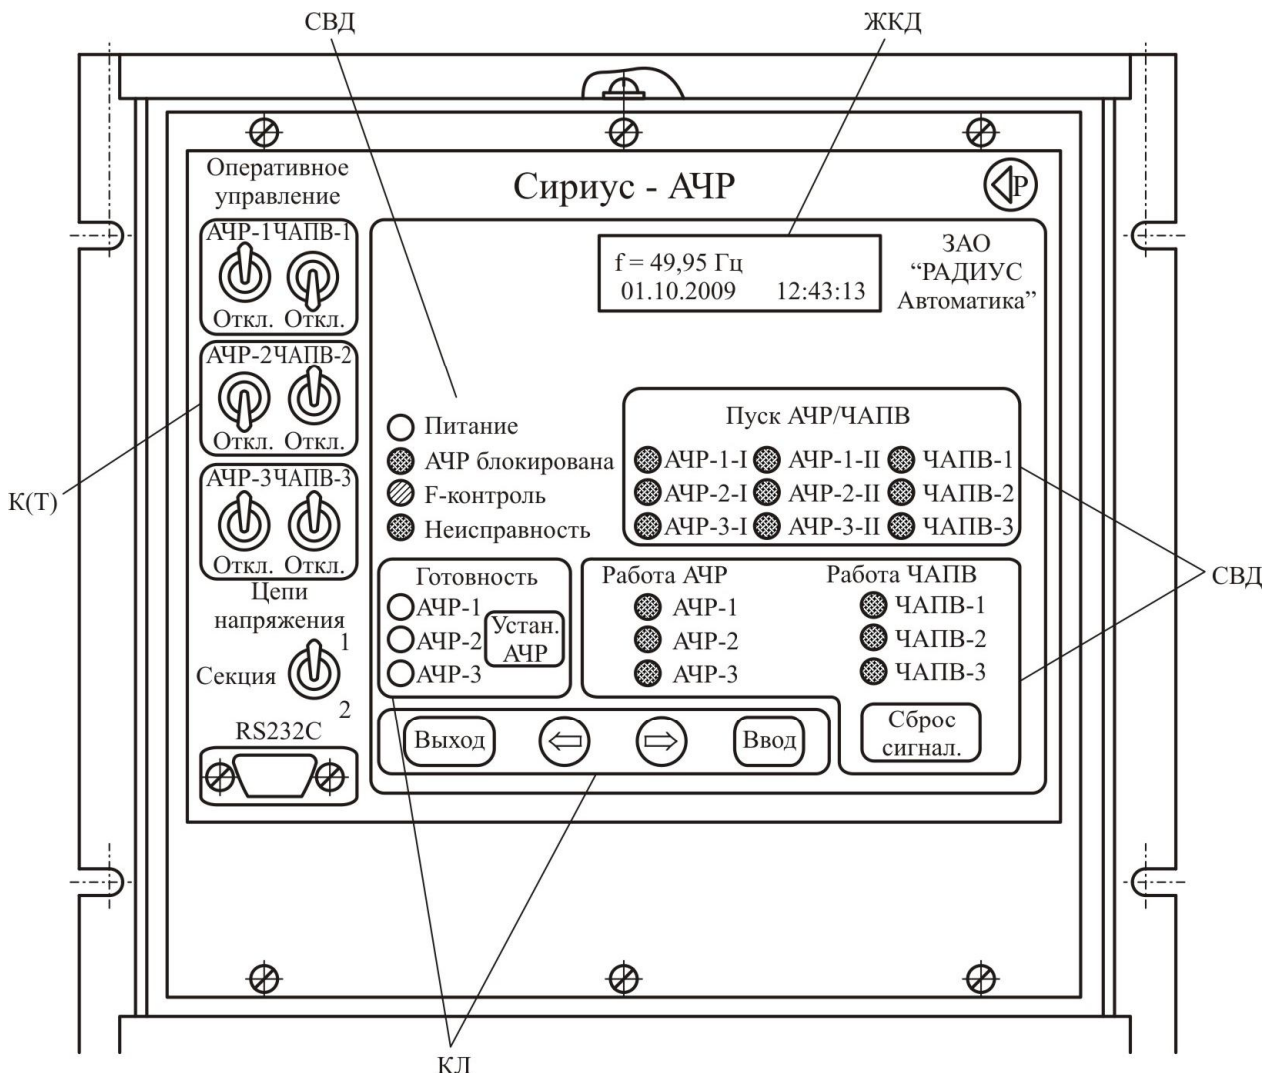 СВД
ЖКД
Оперативное
управление
Сириус - АЧР
P
АЧР-1 ЧАПВ-1
Откл. Откл.
АЧР-2 ЧАПВ-2
Откл. Откл.
АЧР-3 ЧАПВ-3
Откл. Откл.
К(Т)
Цепи
напряжения
1
Секция
2
RS232C
f = 49,95 Гц
01.10.2009 12:43:13
ЗАО
“РАДИУС
Автоматика”
Питание
АЧР блокирована
F-контроль
Неисправность
Пуск АЧР/ЧАПВ
АЧР-1-I АЧР-1-II ЧАПВ-1
АЧР-2-I АЧР-2-II ЧАПВ-2
АЧР-3-I АЧР-3-II ЧАПВ-3
СВД
Готовность
АЧР-1
АЧР-2
АЧР-3
Устан.
АЧР
Работа АЧР
АЧР-1
АЧР-2
АЧР-3
Работа ЧАПВ
ЧАПВ-1
ЧАПВ-2
ЧАПВ-3
Выход
Ввод
Сброс
сигнал.
КЛ